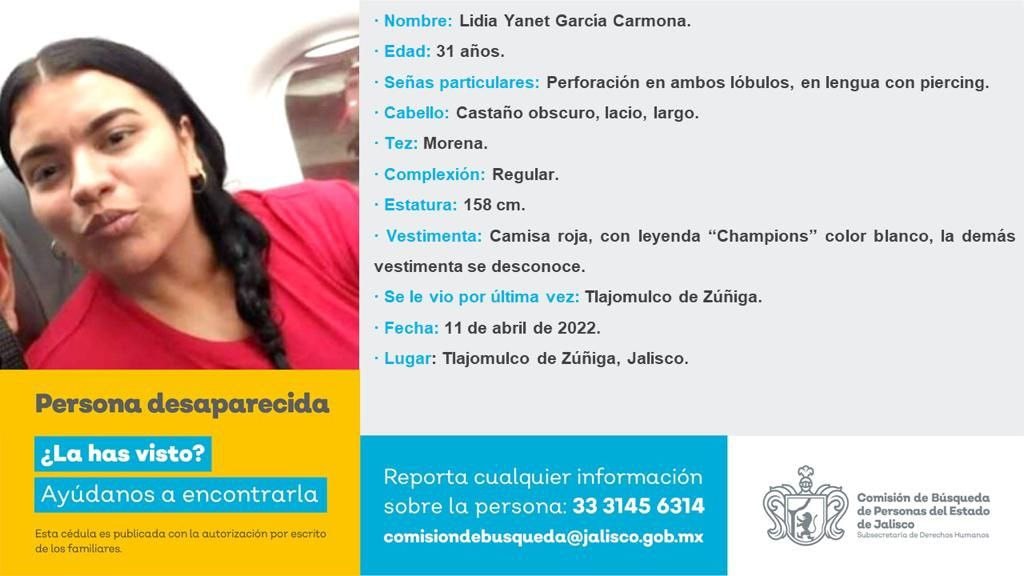 · Nombre: Lidia Yanet García Carmona.
· Edad: 31 años.
· Señas particulares: Perforación en ambos lóbulos, en lengua con piercing.
· Cabello: Castaño obscuro, lacio, largo.
· Tez: Morena.
· Complexión: Regular.
· Estatura: 158 cm.
· Vestimenta: Camisa roja, con leyenda “Champions” color blanco, la demás
vestimenta se desconoce.
· Se le vio por última vez: Tlajomulco de Zúñiga.
· Fecha: 11 de abril de 2022.
· Lugar: Tlajomulco de Zúñiga, Jalisco.
Persona desaparecida
¿La has visto?
Ayúdanos a encontrarla
Esta cédula es publicada con la autorización por escrito
de los familiares.
Reporta cualquier información
sobre la persona: 33 3145 6314
comisiondebusqueda@jalisco.gob.mx
Comisión de Búsqueda
de Personas del Estado
de Jalisco
Subsecretaría de Derechos Humanos